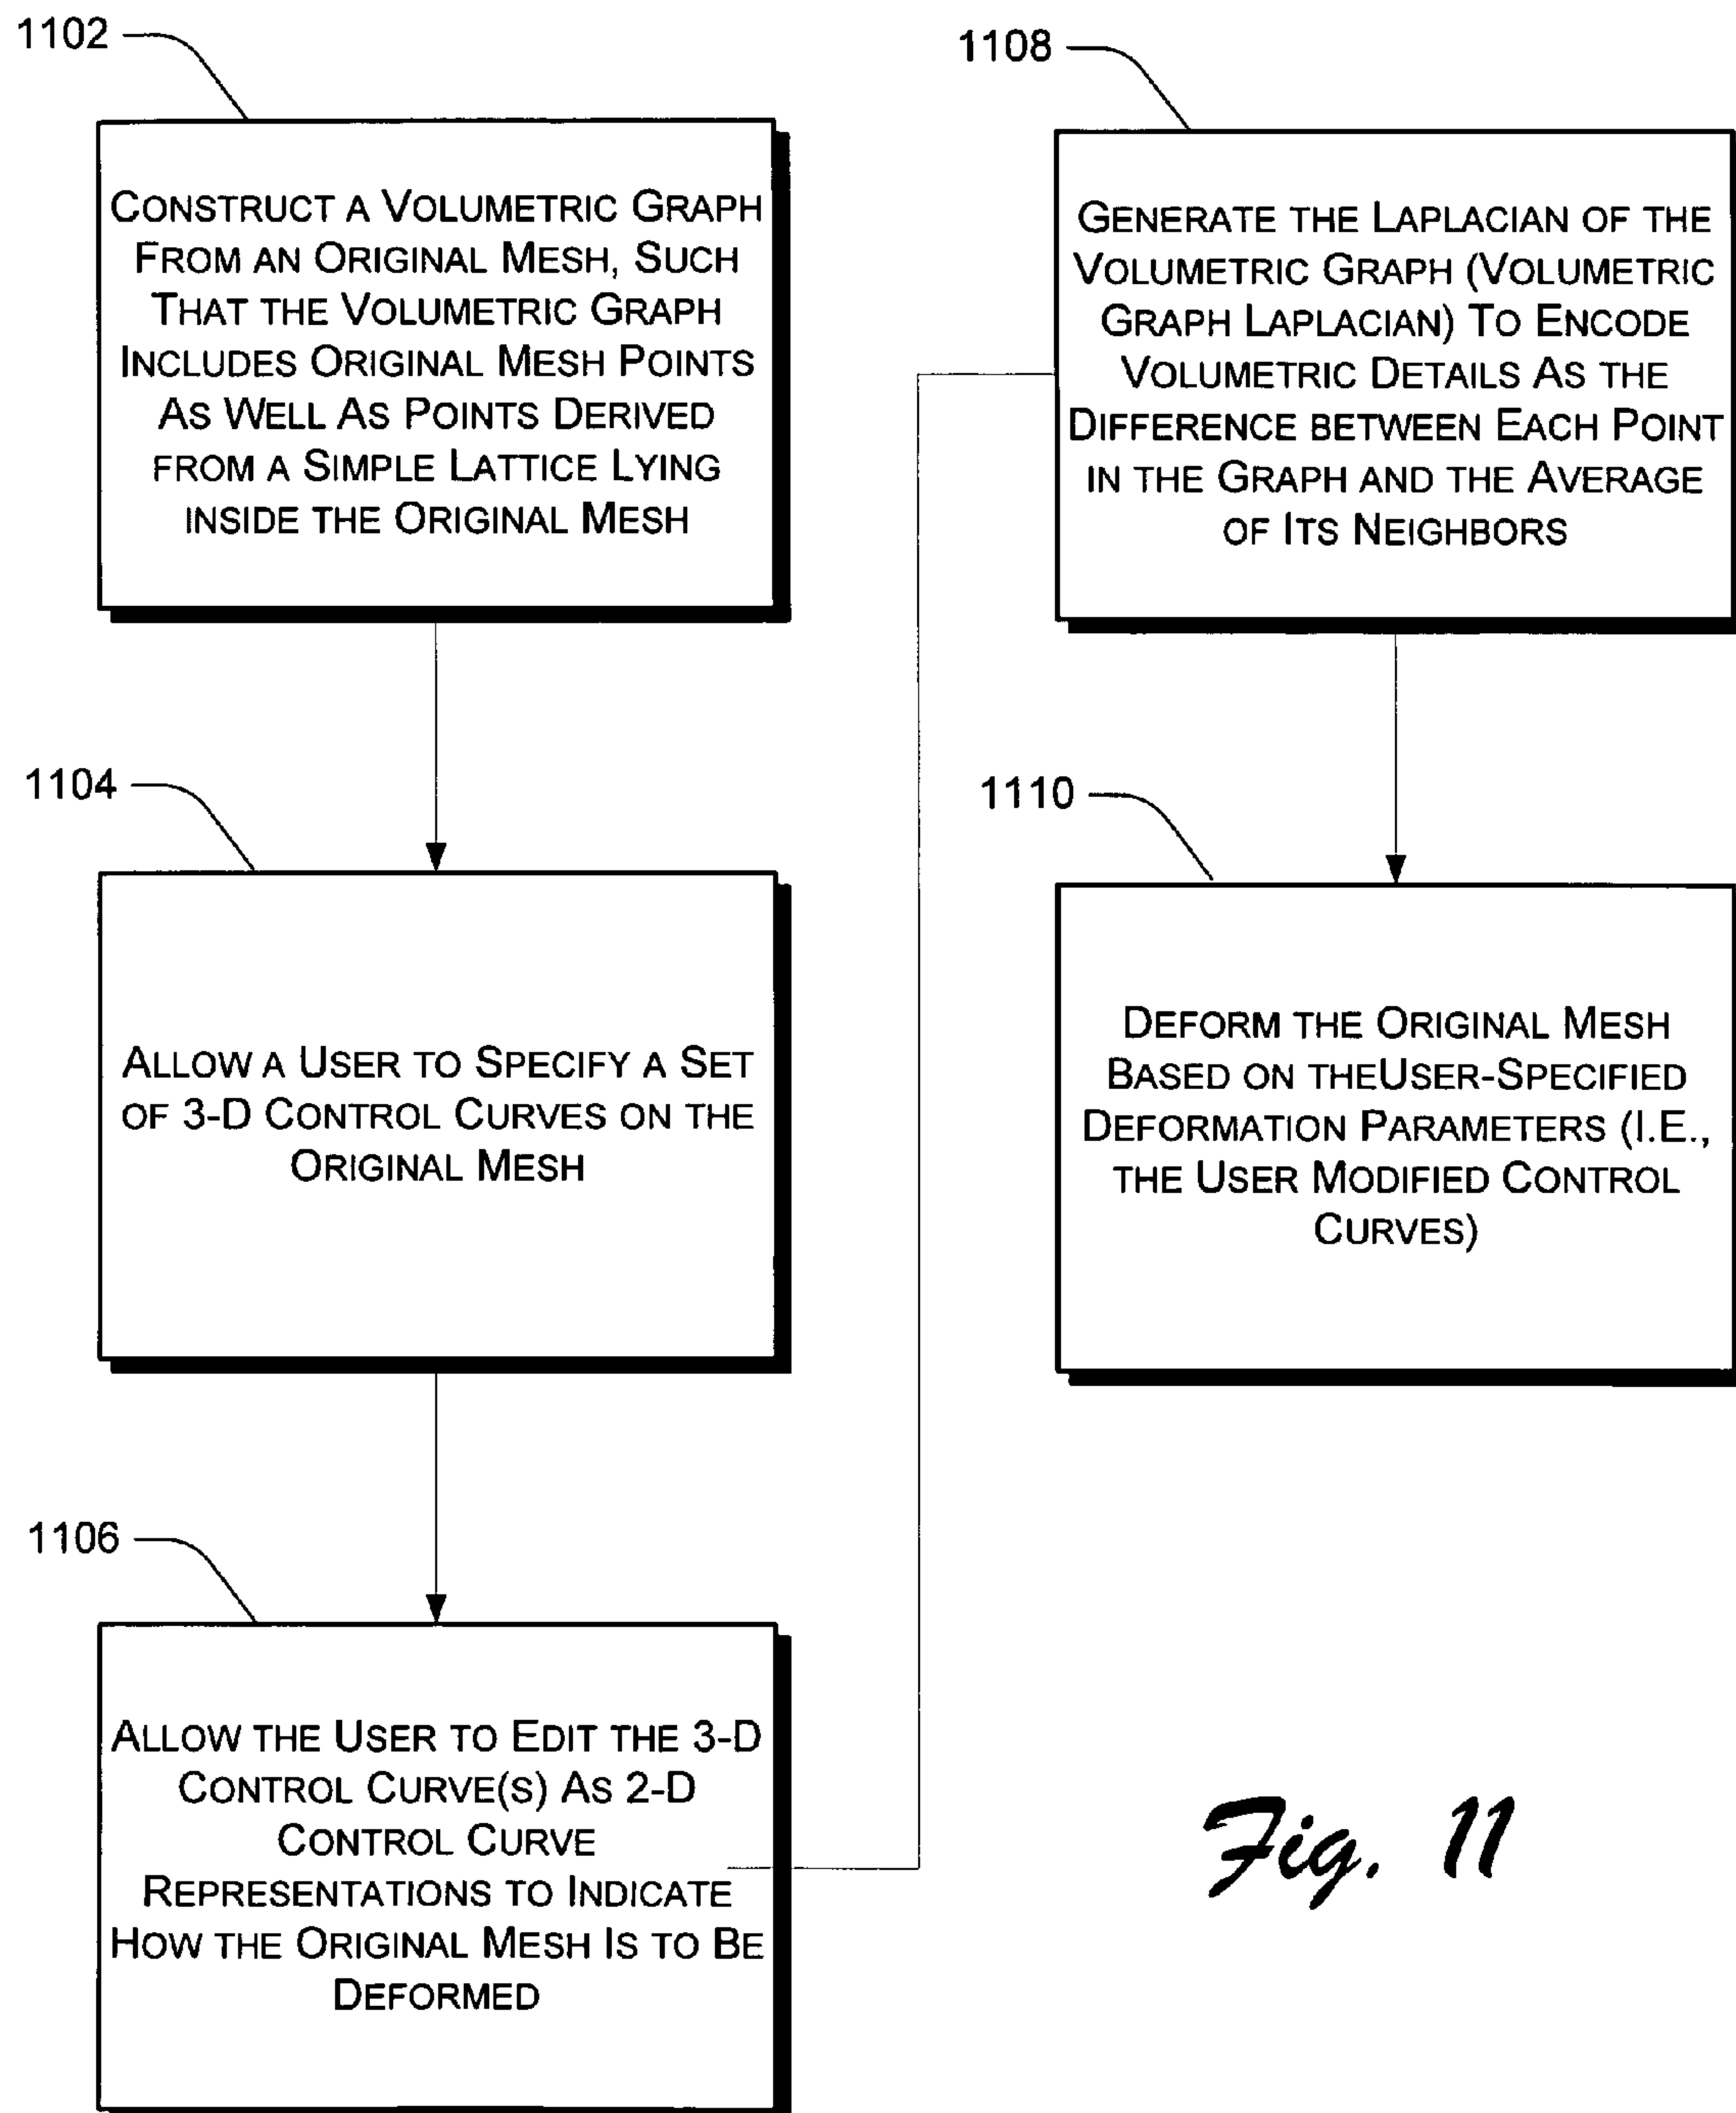 1102
CONSTRUCT A VOLUMETRIC GRAPH
FROM AN ORIGINAL MESH, SUCH
THAT THE VOLUMETRIC GRAPH
INCLUDES ORIGINAL MESH POINTS
AS WELL AS POINTS DERIVED
FROM A SIMPLE LATTICE LYING
INSIDE THE ORIGINAL MESH
1104
ALLOW A USER TO SPECIFY A SET
OF 3-D CONTROL CURVES ON THE
ORIGINAL MESH
1106
ALLOW THE USER TO EDIT THE 3-D
CONTROL CURVE(S) AS 2-D
CONTROL CURVE
REPRESENTATIONS TO INDICATE
HOW THE ORIGINAL MESH IS TO BE
DEFORMED
1108
GENERATE THE LAPLACIAN OF THE
VOLUMETRIC GRAPH (VOLUMETRIC
GRAPH LAPLACIAN) TO ENCODE
VOLUMETRIC DETAILS AS THE
DIFFERENCE BETWEEN EACH POINT
IN THE GRAPH AND THE AVERAGE
OF ITS NEIGHBORS
1110
DEFORM THE ORIGINAL MESH
BASED ON THEUSER-SPECIFIED
DEFORMATION PARAMETERS (I.E.,
THE USER MODIFIED CONTROL
CURVES)
Fig. 11